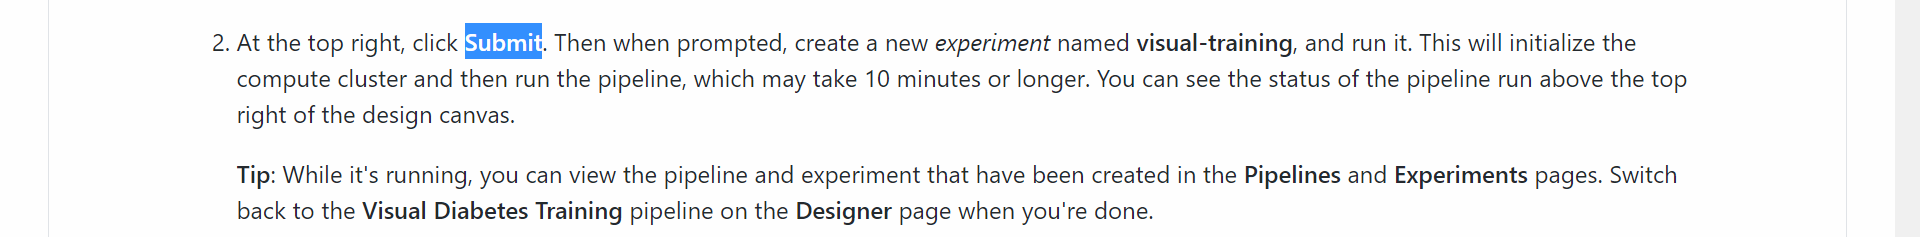 2. At the top right, click Submit. Then when prompted, create a new experiment named visual-training, and run it. This will initialize the
compute cluster and then run the pipeline, which may take 10 minutes or longer. You can see the status of the pipeline run above the top
right of the design canvas.
Tip: While it's running, you can view the pipeline and experiment that have been created in the Pipelines and Experiments pages. Switch
back to the Visual Diabetes Training pipeline on the Designer page when you're done.